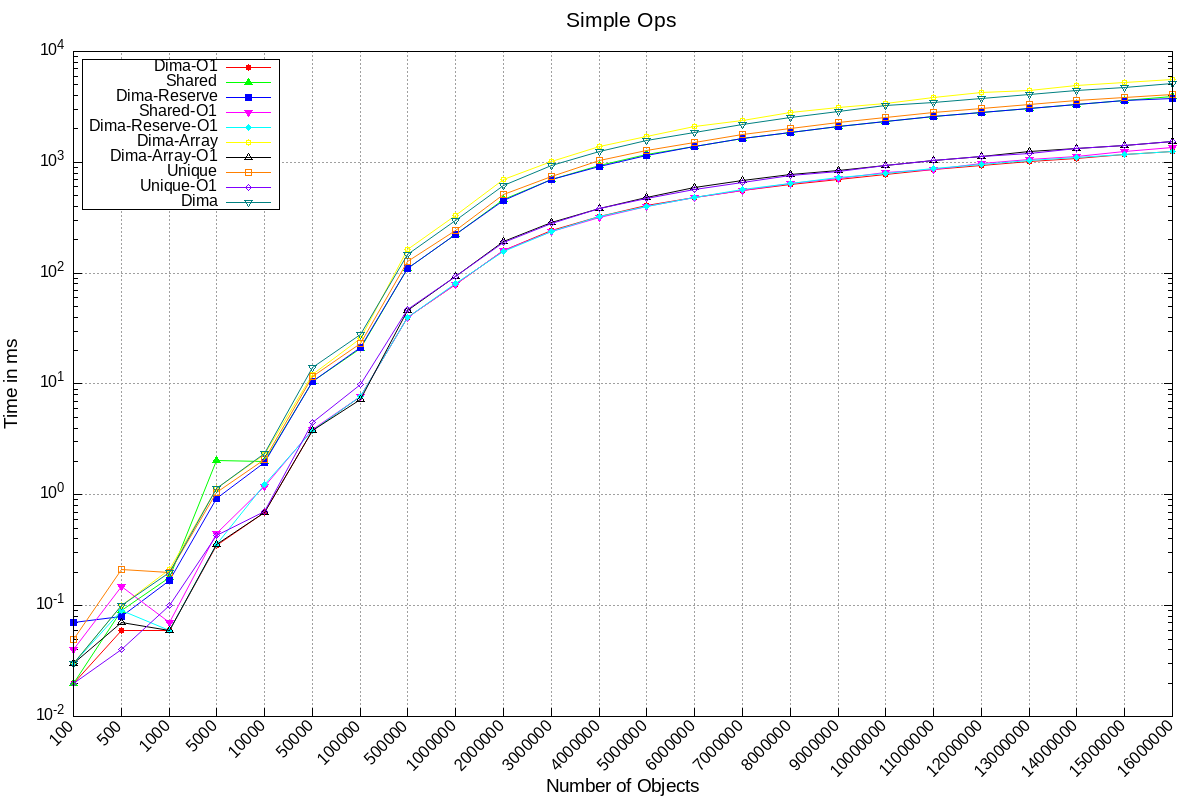 Simple Ops
Time in ms
10^4
10^3
10^2
10^1
10^0
10^-1
10^-2
Dima-O1
Shared
Dima-Reserve
Shared-O1
Dima-Reserve-O1
Dima-Array
Dima-Array-O1
Unique
Unique-O1
Dima
100
500
1000
5000
10000
50000
100000
500000
1000000
2000000
3000000
4000000
5000000
6000000
7000000
8000000
9000000
10000000
11000000
12000000
13000000
14000000
15000000
16000000
Number of Objects